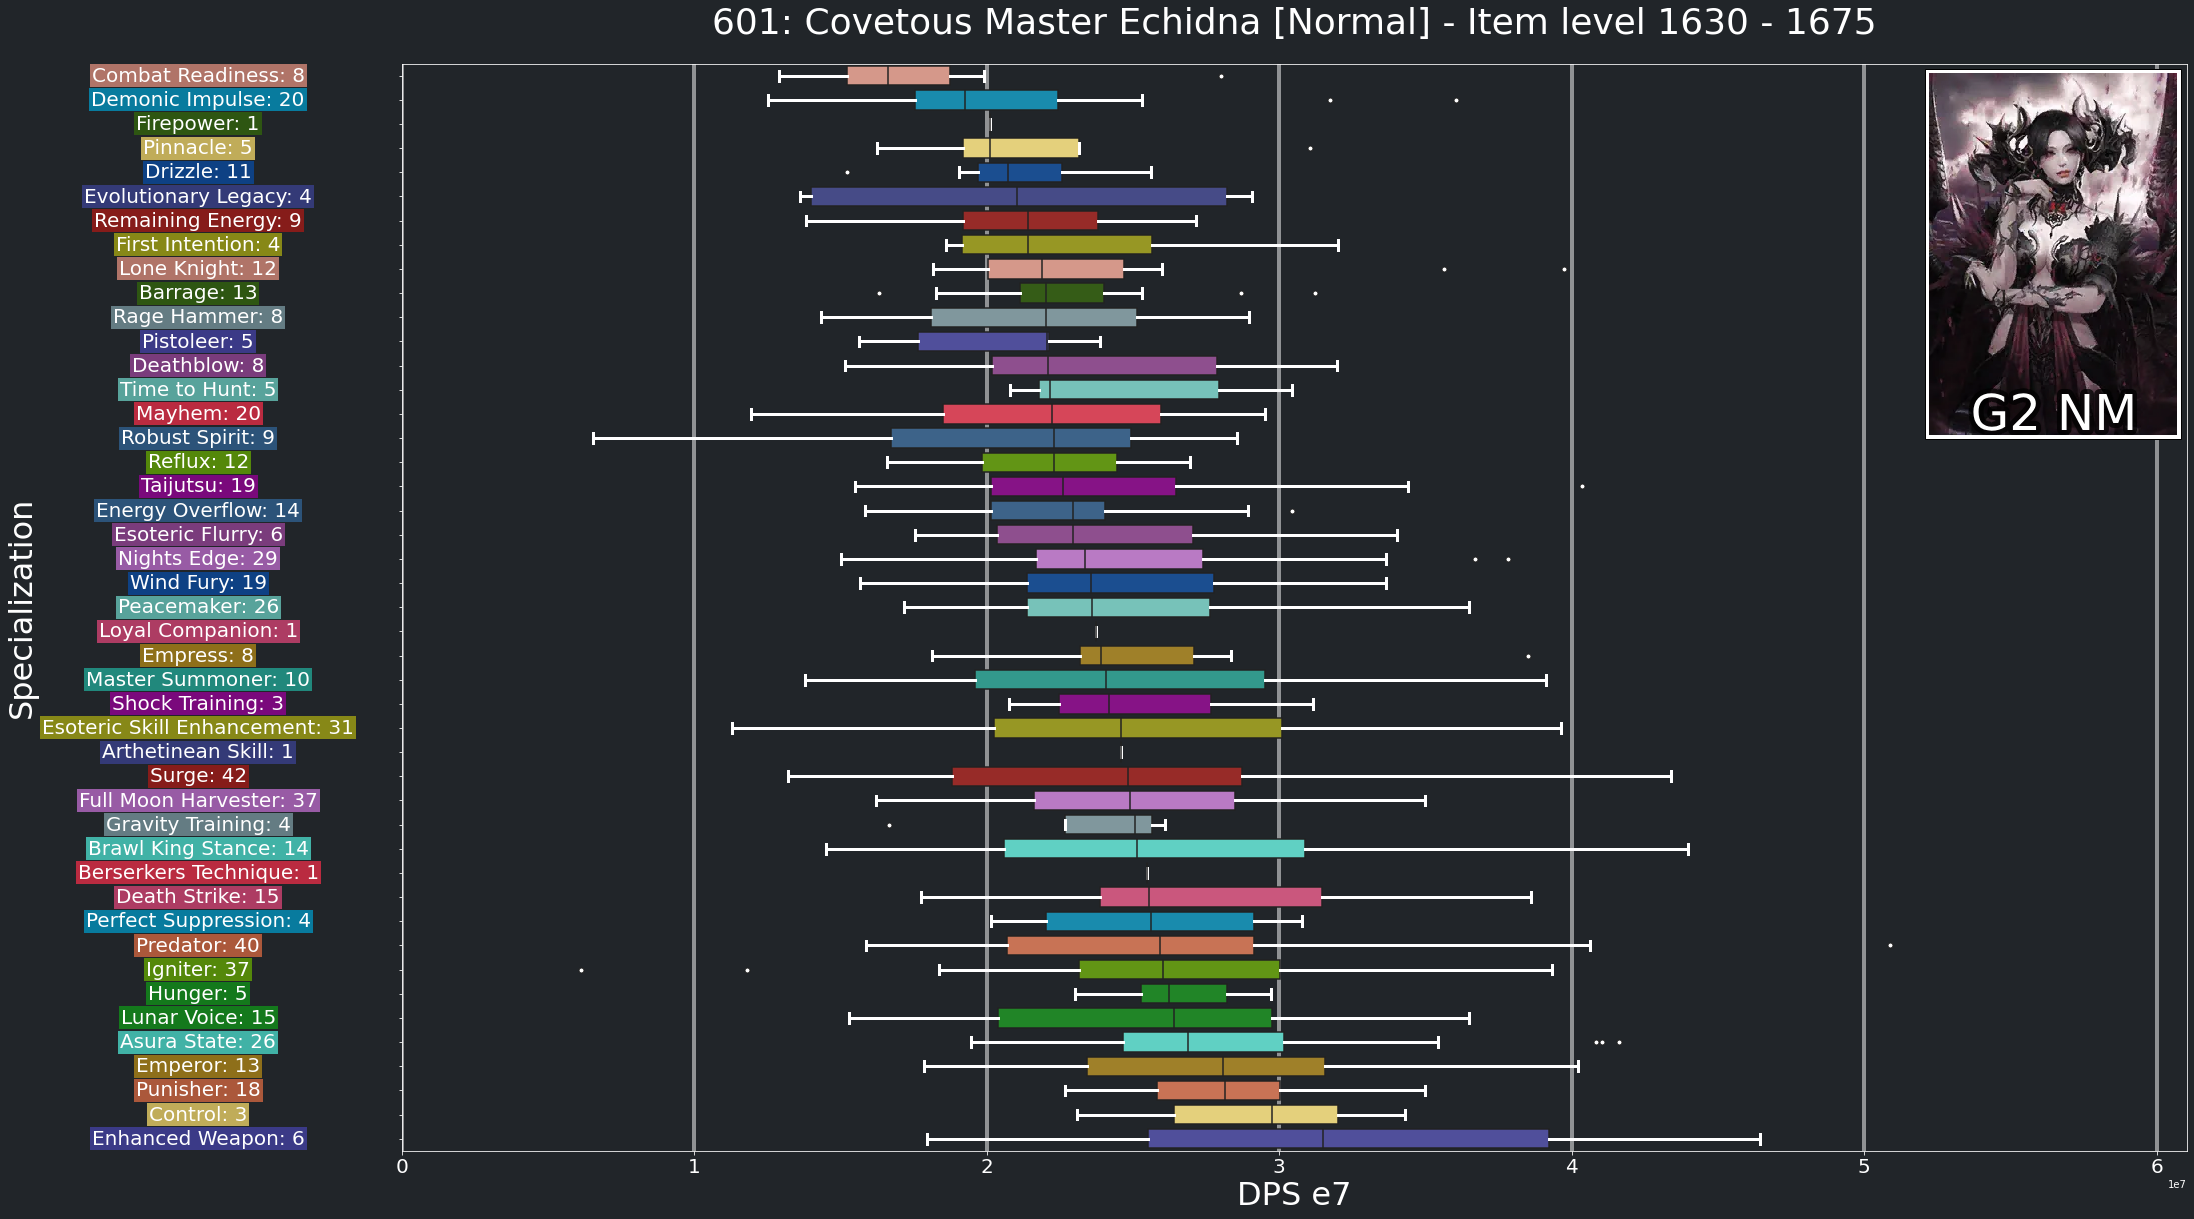 601: Covetous Master Echidna [Normal] - Item level 1630 - 1675
Combat Readiness: 8
Demonic Impulse: 20
Firepower: 1
Pinnacle: 5
Drizzle: 11
Evolutionary Legacy: 4
Remaining Energy: 9
First Intention: 4
Lone Knight: 12
Barrage: 13
Rage Hammer: 8
Pistoleer: 5
Deathblow: 8
Time to Hunt: 5
Mayhem: 20
Robust Spirit: 9
Reflux: 12
Taijutsu: 19
Energy Overflow: 14
Esoteric Flurry: 6
Nights Edge: 29
Wind Fury: 19
Peacemaker: 26
Loyal Companion: 1
Empress: 8
Master Summoner: 10
Shock Training: 3
Esoteric Skill Enhancement: 31
Arthetinean Skill: 1
Surge: 42
Full Moon Harvester: 37
Gravity Training: 4
Brawl King Stance: 14
Berserkers Technique: 1
Death Strike: 15
Perfect Suppression: 4
Predator: 40
Igniter: 37
Hunger: 5
Lunar Voice: 15
Asura State: 26
Emperor: 13
Punisher: 18
Control: 3
Enhanced Weapon: 6
Specialization
G2 NM
0 1 2 3 4 5 6
1e7
DPS e7